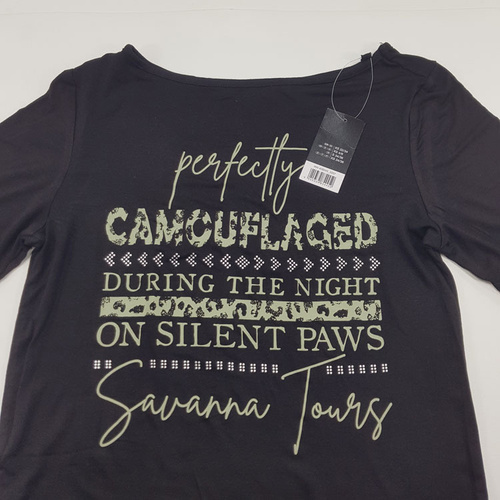 perfectly
CAMOUFLAGED
DURING THE NIGHT
ON SILENT PAWS
Savanna Tours